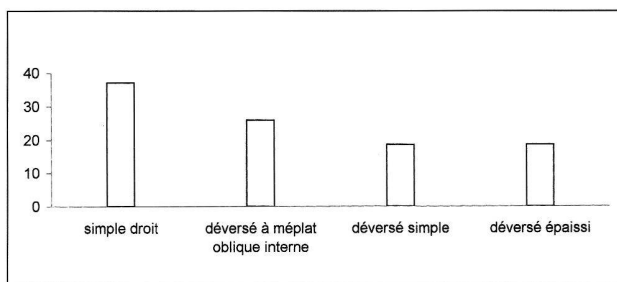 40
30
20
10
0
simple droit
déversé à méplat
oblique interne
déversé simple
déversé épaissi